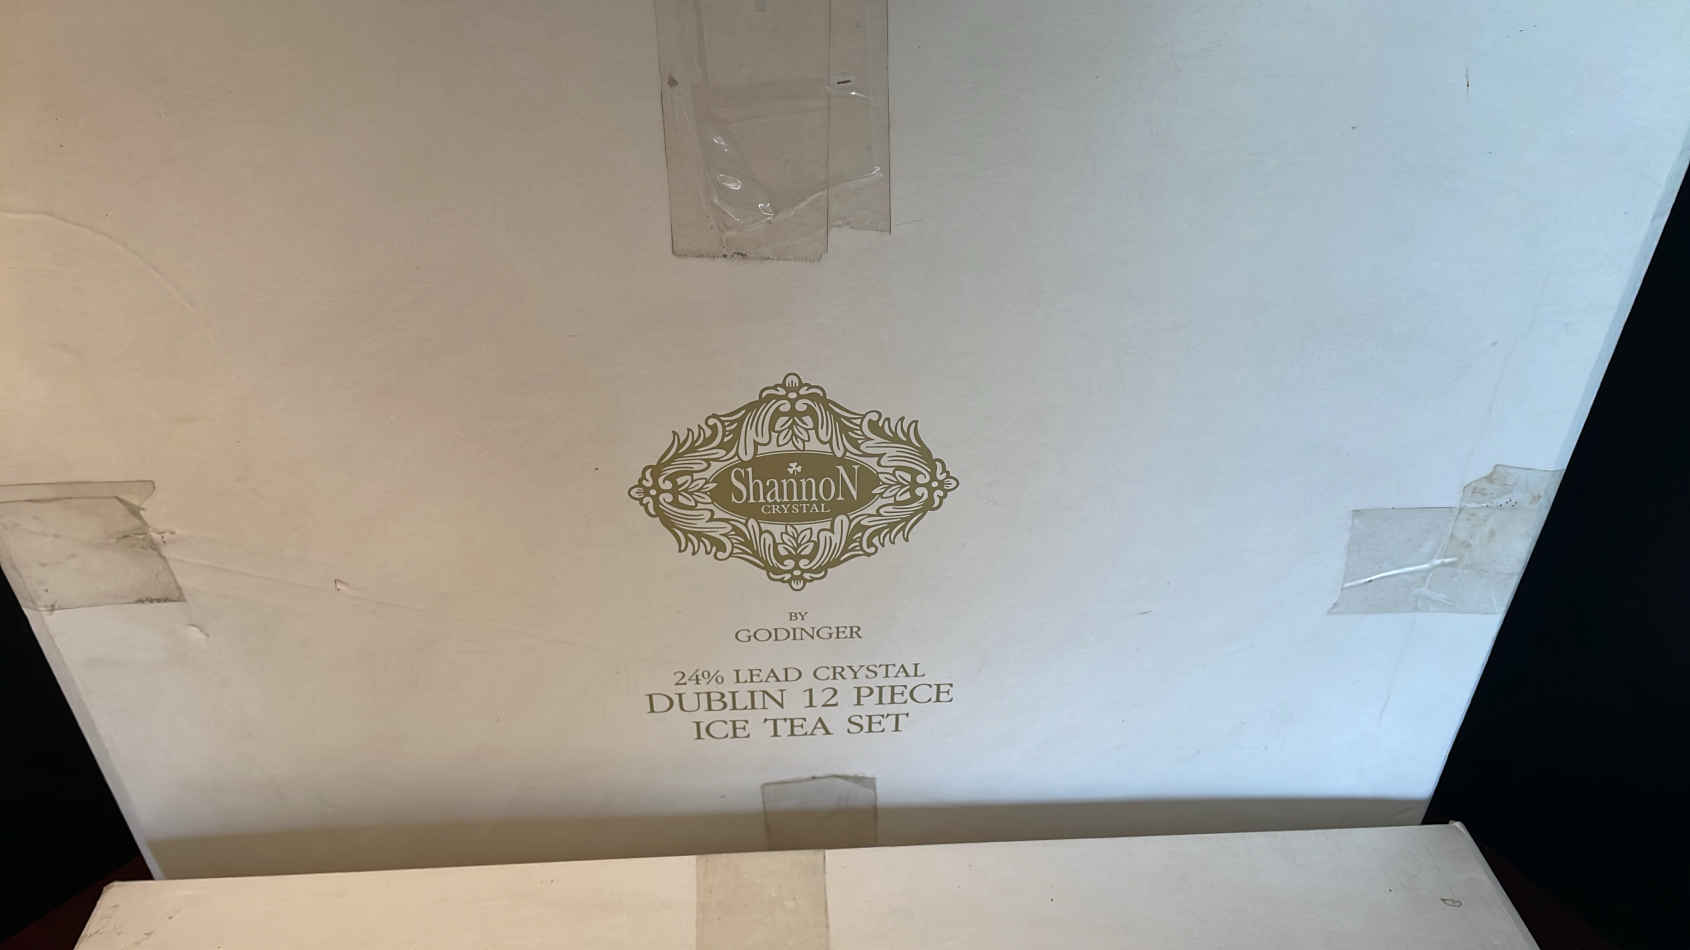 ShannoN
CRYSTAL
BY
GODINGER
24% LEAD CRYSTAL
DUBLIN 12 PIECE
ICE TEA SET